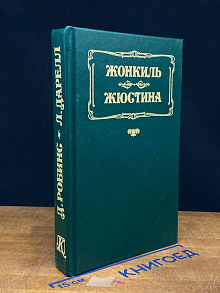 ЖОНКИЛЬ
ЖЮСТИНА
Д. РОБИНС ★ Л. ДАРЕЛЛ
15 см
КНИГОЕД